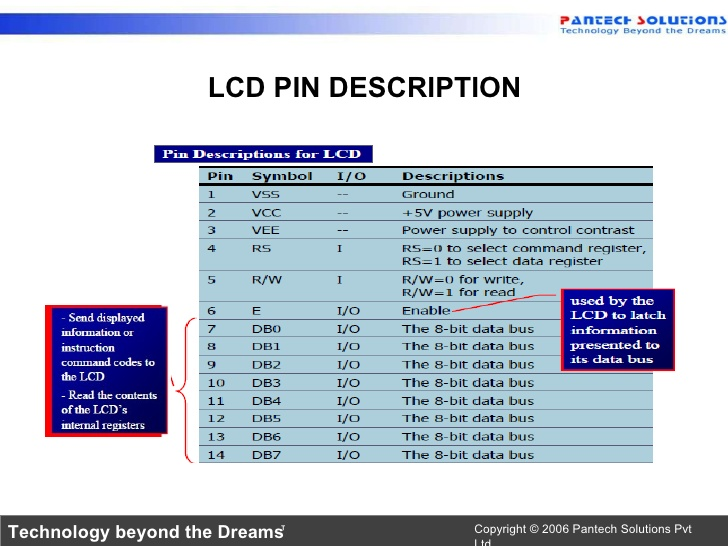 PANTECH SOLUTIONS
Technology Beyond the Dreams
LCD PIN DESCRIPTION
Pin Descriptions for LCD
Pin Symbol I/O Descriptions
1 VSS -- Ground
2 VCC -- +5V power supply
3 VEE -- Power supply to control contrast
4 RS I RS=0 to select command register,
RS=1 to select data register
5 R/W I R/W=0 for write,
R/W=1 for read
6 E I/O Enable
7 DB0 I/O The 8-bit data bus
8 DB1 I/O The 8-bit data bus
9 DB2 I/O The 8-bit data bus
10 DB3 I/O The 8-bit data bus
11 DB4 I/O The 8-bit data bus
12 DB5 I/O The 8-bit data bus
13 DB6 I/O The 8-bit data bus
14 DB7 I/O The 8-bit data bus
used by the
LCD to latch
information
presented to
its data bus
- Send displayed
information or
instruction
command codes to
the LCD
- Read the contents
of the LCD's
internal registers
Technology beyond the Dreams
Copyright © 2006 Pantech Solutions Pvt
Ltd